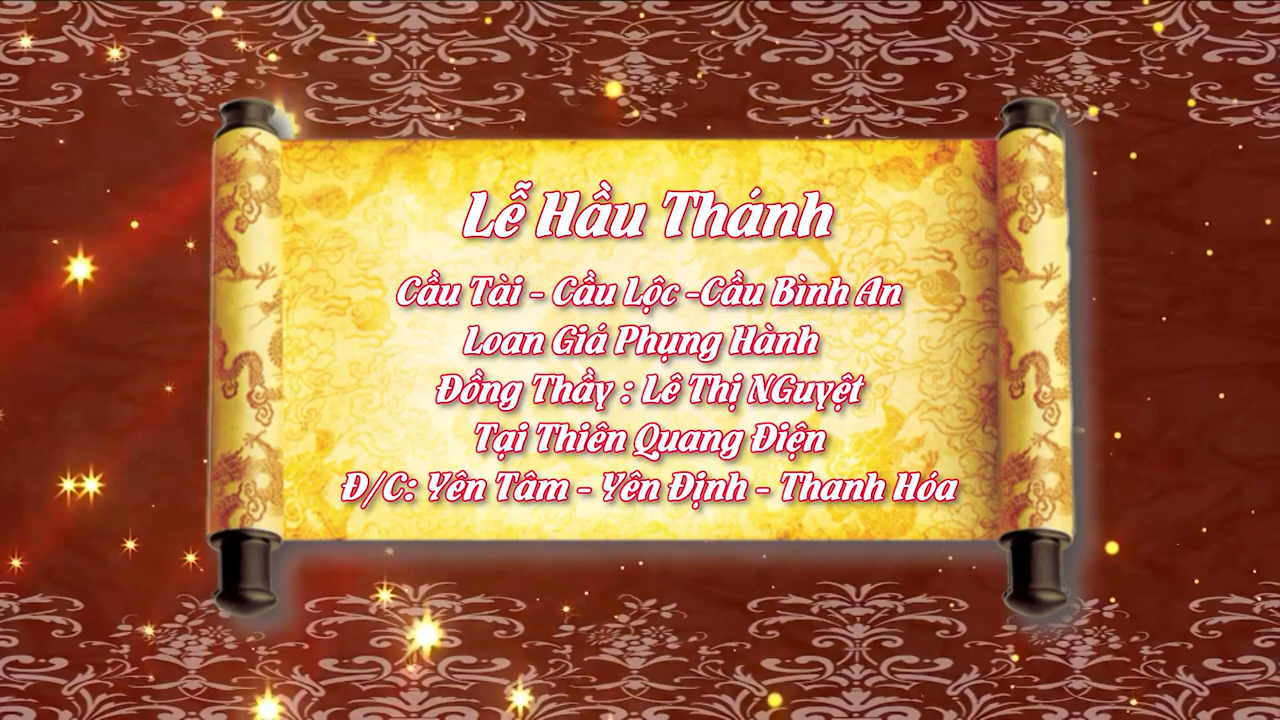 Lễ Hầu Thánh
Cầu Tài - Cầu Lộc -Cầu Bình An
Loan Giá Phụng Hành
Đồng Thầy : Lê Thị NGuyệt
Tại Thiên Quang Điện
Đ/C: Yên Tâm - Yên Định - Thanh Hóa